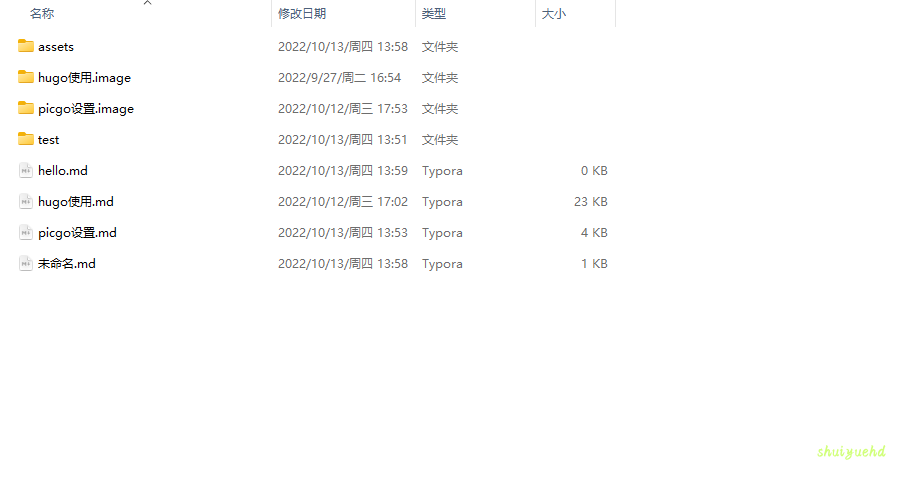 名称 修改日期 类型 大小
assets 2022/10/13/周四 13:58 文件夹
hugo使用.image 2022/9/27/周二 16:54 文件夹
picgo设置.image 2022/10/12/周三 17:53 文件夹
test 2022/10/13/周四 13:51 文件夹
hello.md 2022/10/13/周四 13:59 Typora 0 KB
hugo使用.md 2022/10/12/周三 17:02 Typora 23 KB
picgo设置.md 2022/10/13/周四 13:53 Typora 4 KB
未命名.md 2022/10/13/周四 13:58 Typora 1 KB
shuiyuehd